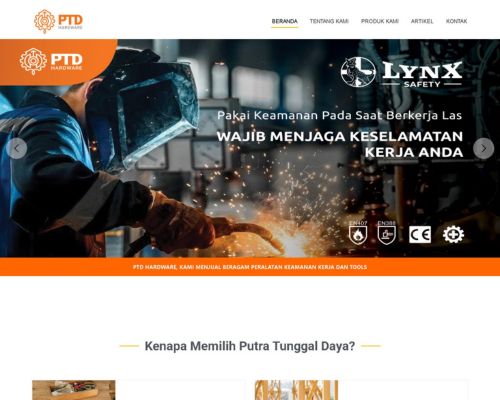 PTD
HARDWARE
BERANDA
TENTANG KAMI
PRODUK KAMI
ARTIKEL
KONTAK
PTD
HARDWARE
LYNX
SAFETY
Pakai Keamanan Pada Saat Berkerja Las
WAJIB MENJAGA KESELAMATAN
KERJA ANDA
EN407
EN388
CE
PTD HARDWARE, KAMI MENJUAL BERAGAM PERALATAN KEAMANAN KERJA DAN TOOLS
Kenapa Memilih Putra Tunggal Daya?